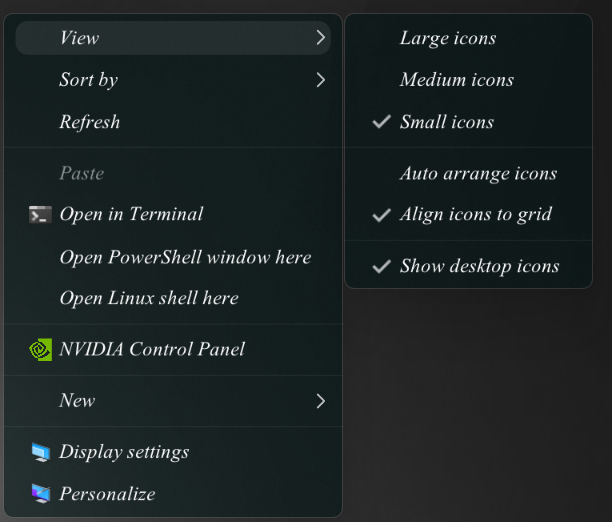 View
Sort by
Refresh
Paste
Open in Terminal
Open PowerShell window here
Open Linux shell here
NVIDIA Control Panel
New
Display settings
Personalize
Large icons
Medium icons
Small icons
Auto arrange icons
Align icons to grid
Show desktop icons